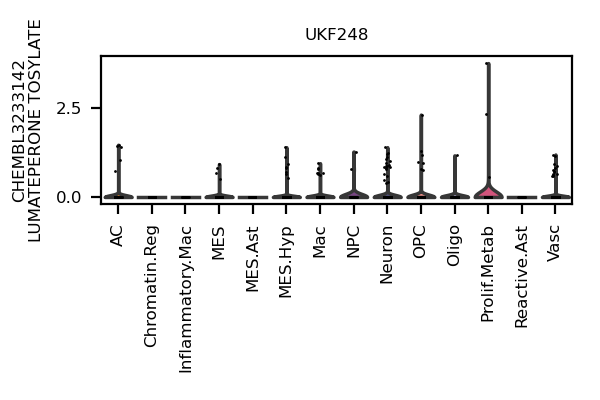 UKF248
CHEMBL3233142
LUMATEPERONE TOSYLATE
2.5
0.0
AC
Chromatin.Reg
Inflammatory.Mac
MES
MES.Ast
MES.Hyp
Mac
NPC
Neuron
OPC
Oligo
Prolif.Metab
Reactive.Ast
Vasc